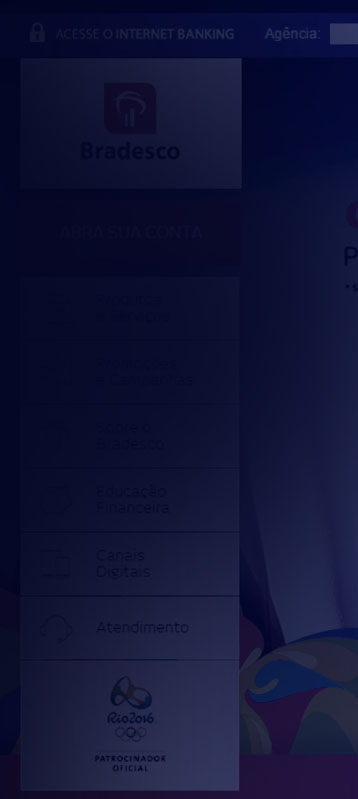 ACESSE O INTERNET BANKING Agência:
Bradesco
ABRA SUA CONTA
Produtos
e Serviços
Promoções
e Campanhas
Sobre o
Bradesco
Educação
Financeira
Canais
Digitais
Atendimento
Rio2016
PATROCINADOR
OFICIAL